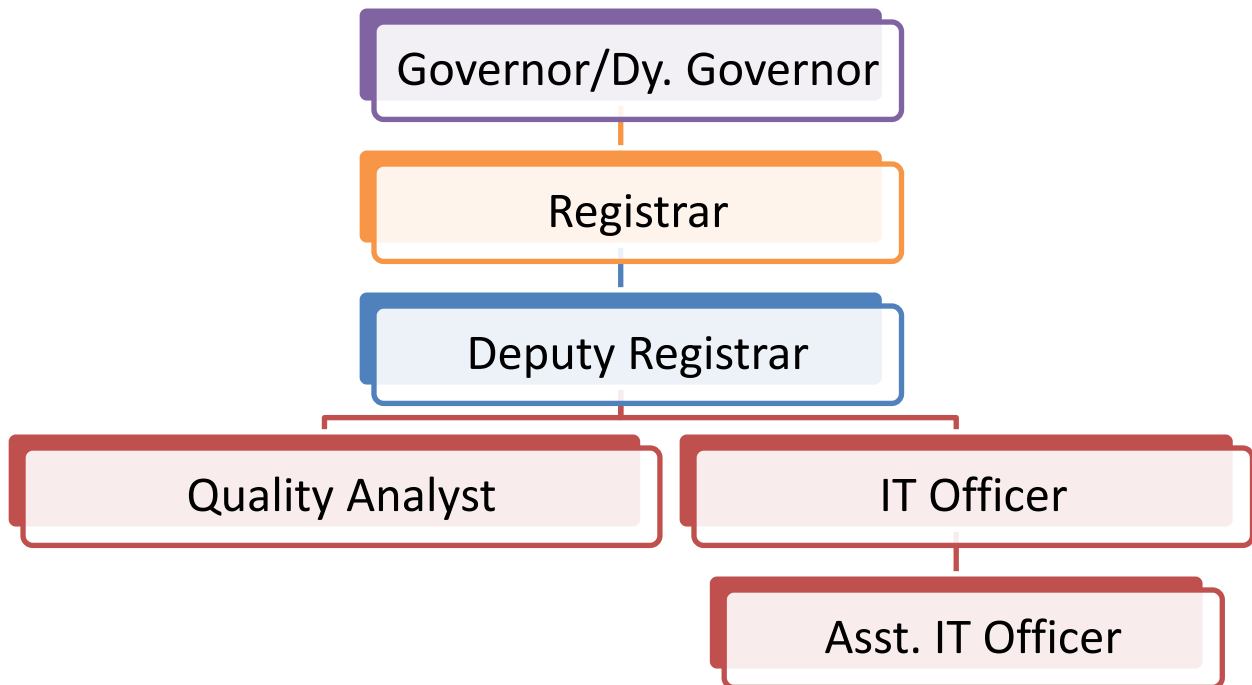 Governor/Dy. Governor
Registrar
Deputy Registrar
Quality Analyst
IT Officer
Asst. IT Officer